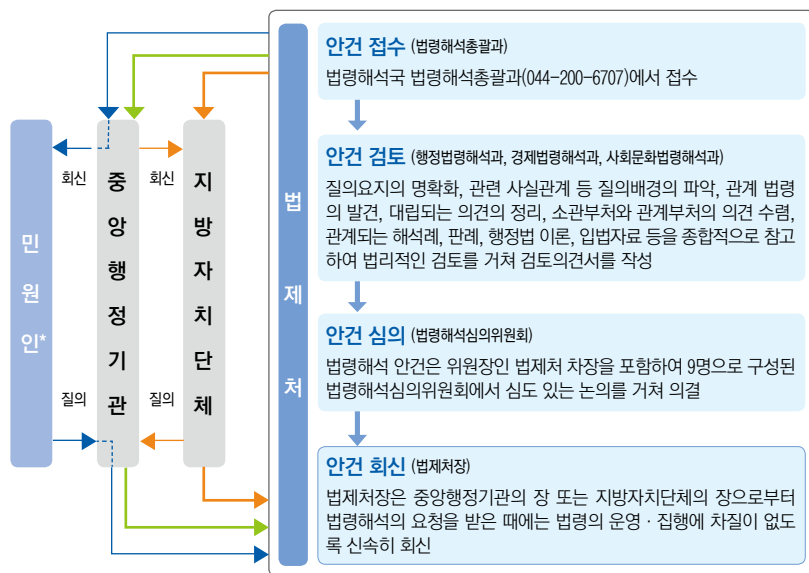 민원인*
회신
질의
중앙행정기관
회신
질의
지방자치단체
법제처
안건 접수 (법령해석총괄과)
법령해석국 법령해석총괄과(044-200-6707)에서 접수
안건 검토 (행정법령해석과, 경제법령해석과, 사회문화법령해석과)
질의요지의 명확화, 관련 사실관계 등 질의배경의 파악, 관계 법령
의 발견, 대립되는 의견의 정리, 소관부처와 관계부처의 의견 수렴,
관계되는 해석례, 판례, 행정법 이론, 입법자료 등을 종합적으로 참고
하여 법리적인 검토를 거쳐 검토의견서를 작성
안건 심의 (법령해석심의위원회)
법령해석 안건은 위원장인 법제처 차장을 포함하여 9명으로 구성된
법령해석심의위원회에서 심도 있는 논의를 거쳐 의결
안건 회신 (법제처장)
법제처장은 중앙행정기관의 장 또는 지방자치단체의 장으로부터
법령해석의 요청을 받은 때에는 법령의 운영 · 집행에 차질이 없도
록 신속히 회신